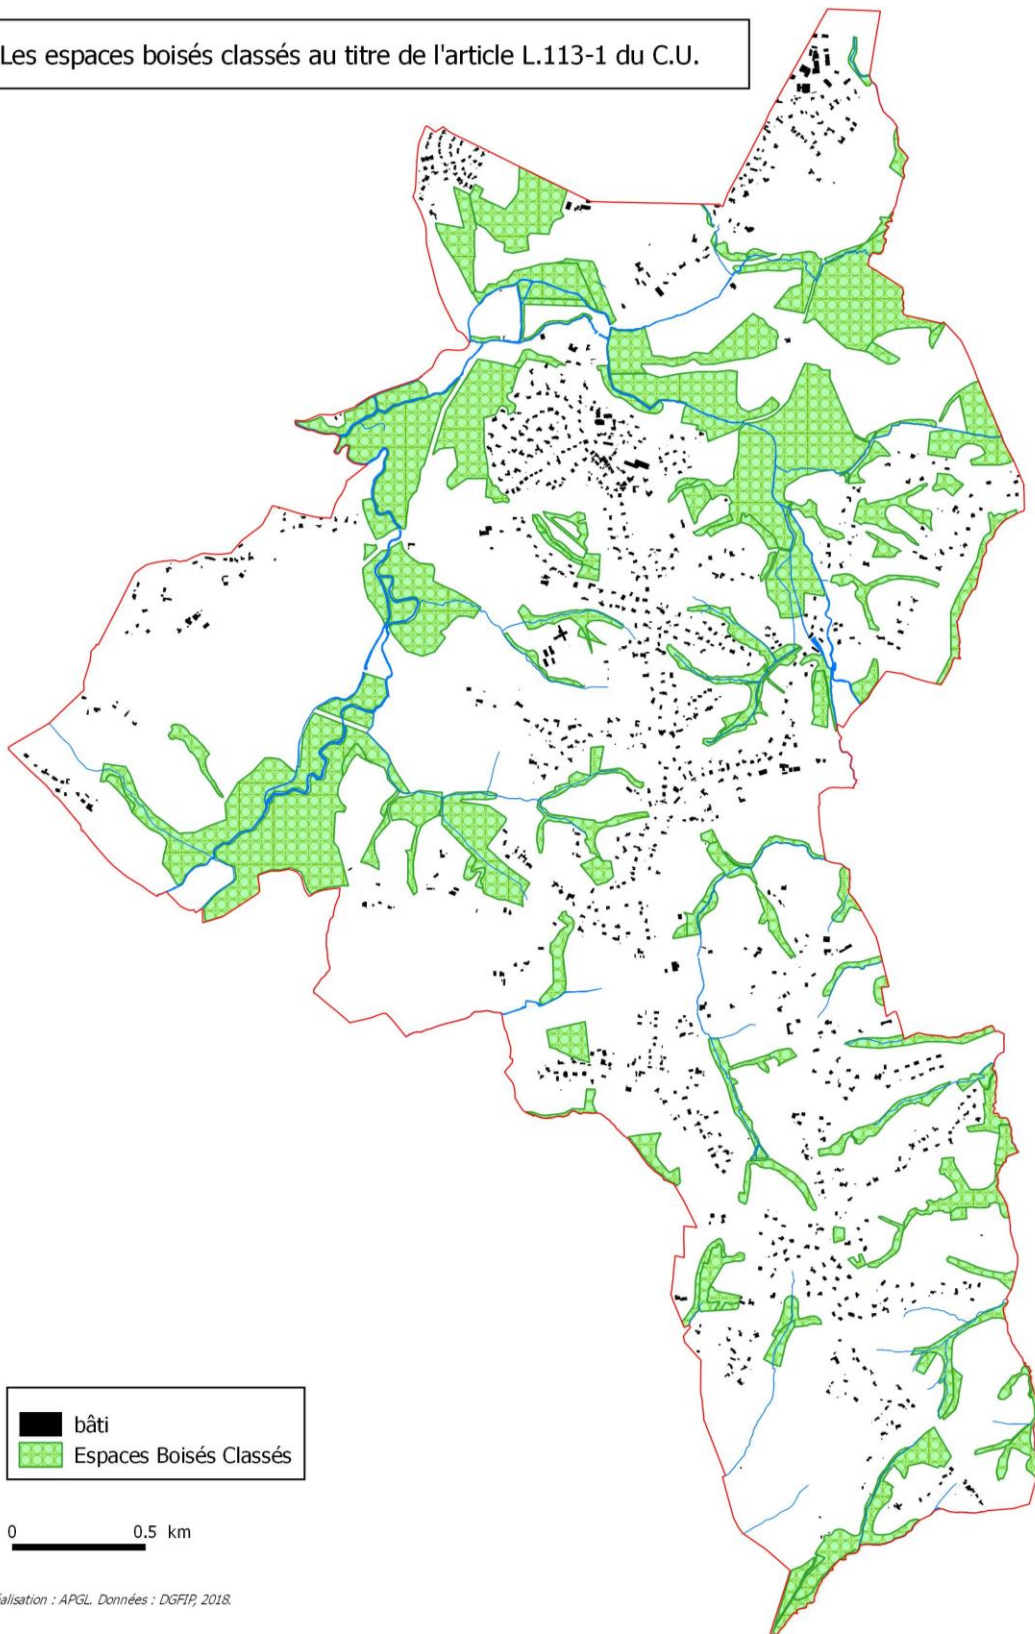 Les espaces boisés classés au titre de l'article L.113-1 du C.U.
bâti
Espaces Boisés Classés
0 0.5 km
alisation : APGL. Données : DGFIP, 2018.